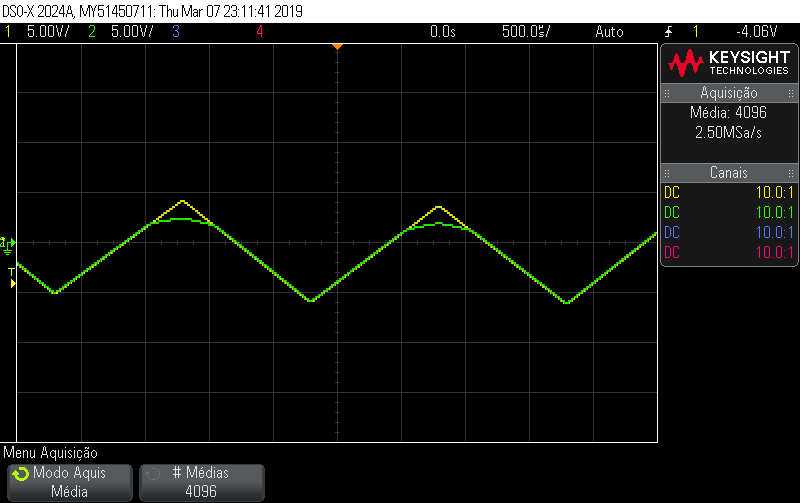 DSO-X 2024A, MY51450711: Thu Mar 07 23:11:41 2019
1 5.00V/ 2 5.00V/ 3 4 0.0s 500.0µs/ Auto 1 -4.06V
KEYSIGHT
TECHNOLOGIES
Aquisição
Média: 4096
2.50MSa/s
Canais
DC 10.0:1
DC 10.0:1
DC 10.0:1
DC 10.0:1
T
Menu Aquisição
Modo Aquis
Média
# Médias
4096